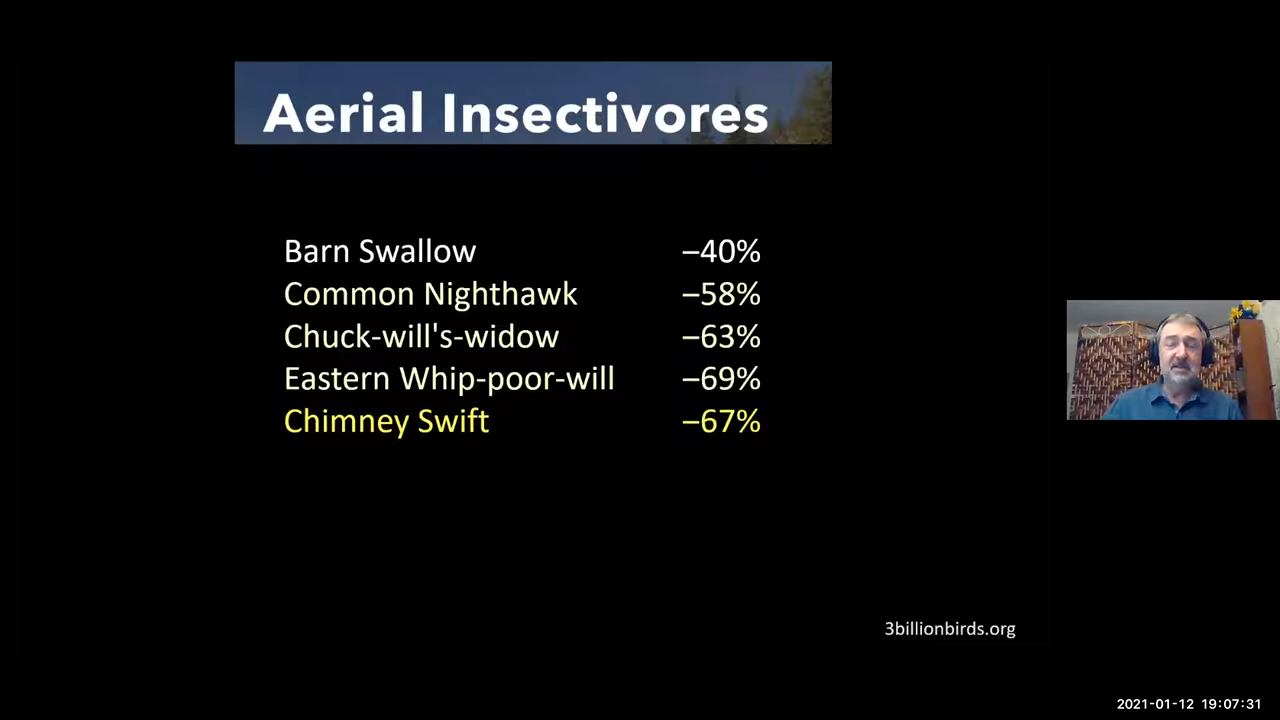 Aerial Insectivores
Barn Swallow –40%
Common Nighthawk –58%
Chuck-will's-widow –63%
Eastern Whip-poor-will –69%
Chimney Swift –67%
3billionbirds.org
2021-01-12 19:07:31